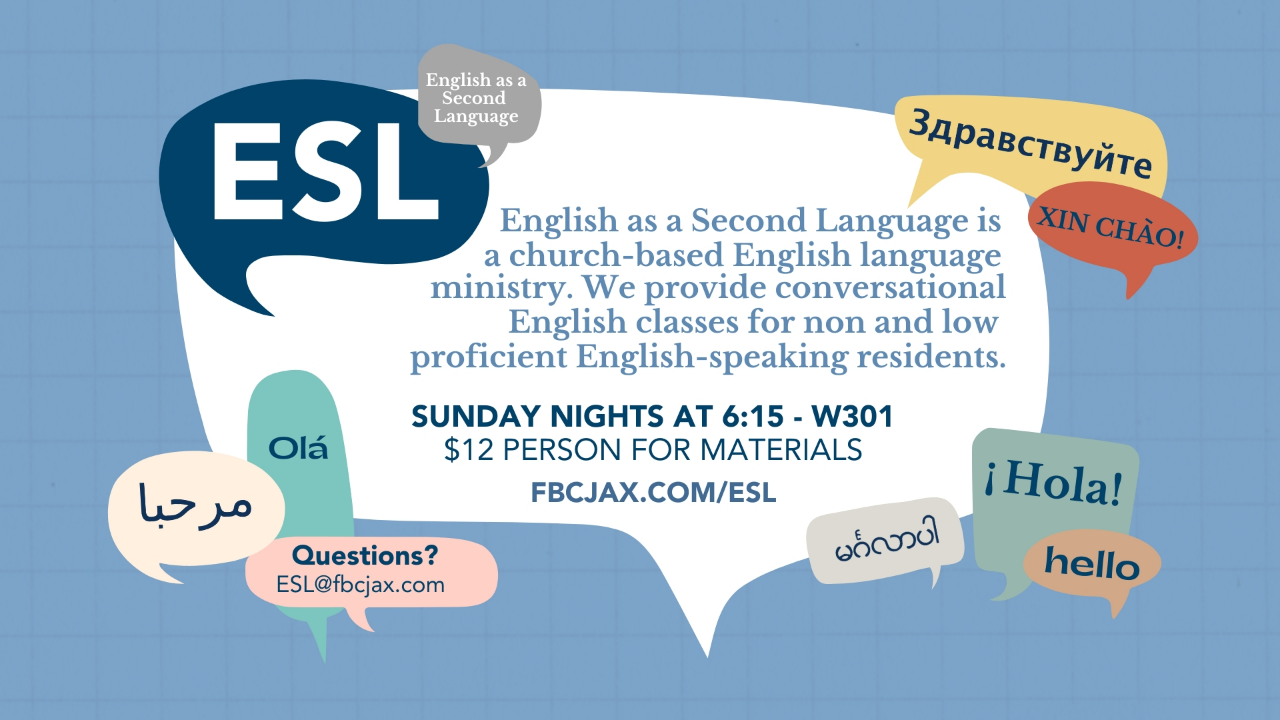 English as a
Second
Language
ESL
Здравствуйте
XIN CHÀO!
English as a Second Language is
a church-based English language
ministry. We provide conversational
English classes for non and low
proficient English-speaking residents.
SUNDAY NIGHTS AT 6:15 - W301
$12 PERSON FOR MATERIALS
FBCJAX.COM/ESL
Olá
مرحبا
Questions?
ESL@fbcjax.com
¡Hola!
မင်္ဂလာပါ
hello